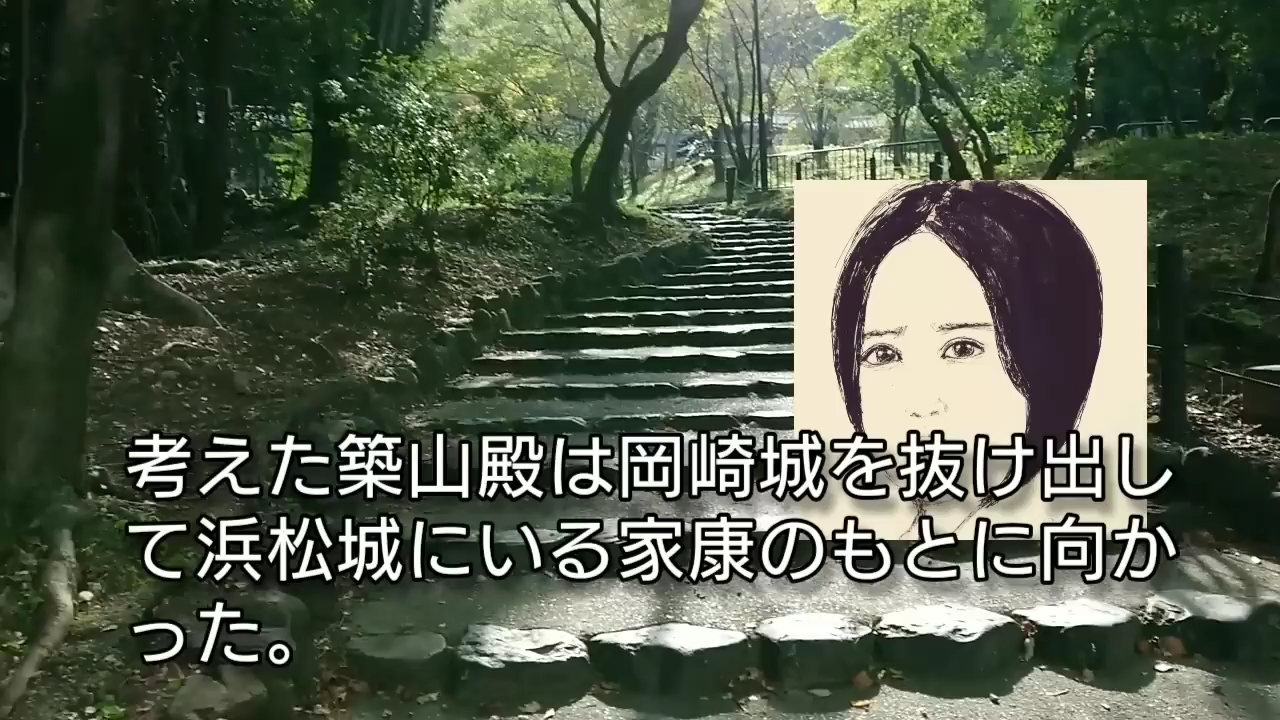 考えた築山殿は岡崎城を抜け出し
て浜松城にいる家康のもとに向か
った。